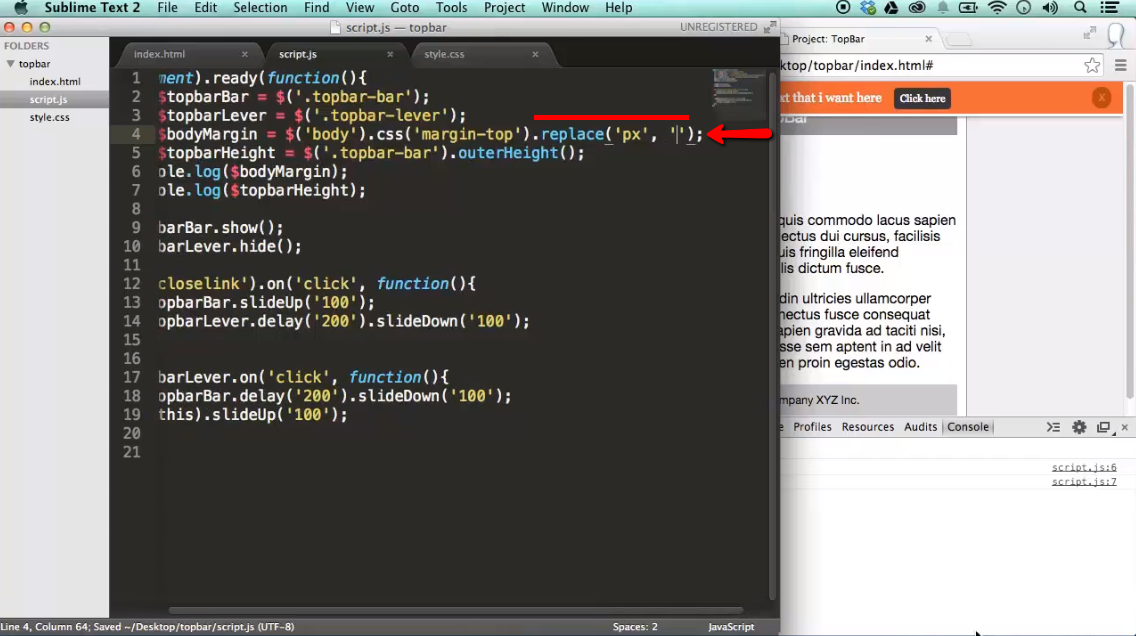 Sublime Text 2 File Edit Selection Find View Goto Tools Project Window Help
script.js — topbar
UNREGISTERED
FOLDERS
topbar
index.html
script.js
style.css
index.html × script.js × style.css ×
1 ment).ready(function(){
2 $topbarBar = $('.topbar-bar');
3 $topbarLever = $('.topbar-lever');
4 $bodyMargin = $('body').css('margin-top').replace('px', '');
5 $topbarHeight = $('.topbar-bar').outerHeight();
6 ole.log($bodyMargin);
7 ole.log($topbarHeight);
8
9 barBar.show();
10 barLever.hide();
11
12 closelink').on('click', function(){
13 opbarBar.slideUp('100');
14 opbarLever.delay('200').slideDown('100');
15
16
17 barLever.on('click', function(){
18 opbarBar.delay('200').slideDown('100');
19 this).slideUp('100');
20
21
Line 4, Column 64; Saved ~/Desktop/topbar/script.js (UTF-8)
Spaces: 2
JavaScript
Project: TopBar ×
ktop/topbar/index.html#
xt that i want here Click here X
quis commodo lacus sapien
ectus dui cursus, facilisis
uis fringilla eleifend
lis dictum fusce.
din ultricies ullamcorper
nectus fusce consequat
apien gravida ad taciti nisi,
sse sem aptent in ad velit
en proin egestas odio.
ompany XYZ Inc.
e Profiles Resources Audits Console
script.js:6
script.js:7